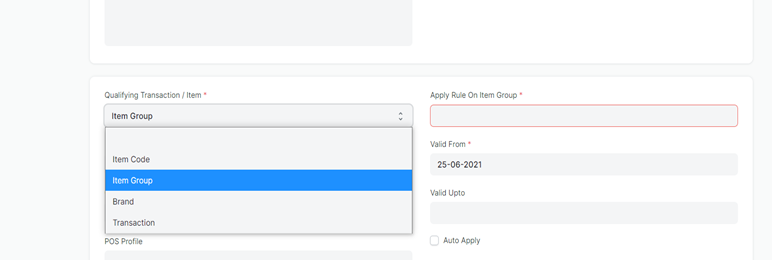 Qualifying Transaction / Item *
Item Group
Item Code
Item Group
Brand
Transaction
POS Profile
Apply Rule On Item Group *
Valid From *
25-06-2021
Valid Upto
Auto Apply